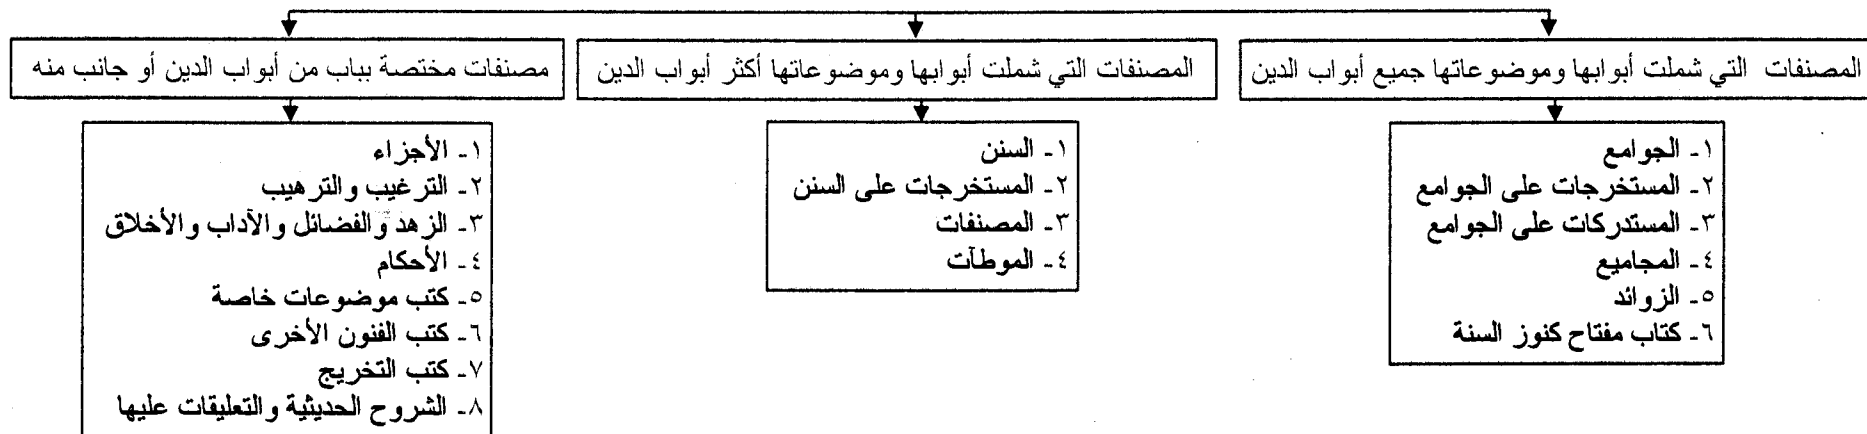 المصنفات التي شملت أبوابها وموضوعاتها جميع أبواب الدين
١- الجوامع
٢- المستخرجات على الجوامع
٣- المستدركات على الجوامع
٤- المجاميع
٥- الزوائد
٦- كتاب مفتاح كنوز السنة
المصنفات التي شملت أبوابها وموضوعاتها أكثر أبواب الدين
١- السنن
٢- المستخرجات على السنن
٣- المصنفات
٤- الموطآت
مصنفات مختصة بباب من أبواب الدين أو جانب منه
١- الأجزاء
٢- الترغيب والترهيب
٣- الزهد والفضائل والآداب والأخلاق
٤- الأحكام
٥- كتب موضوعات خاصة
٦- كتب الفنون الأخرى
٧- كتب التخريج
٨- الشروح الحديثية والتعليقات عليها